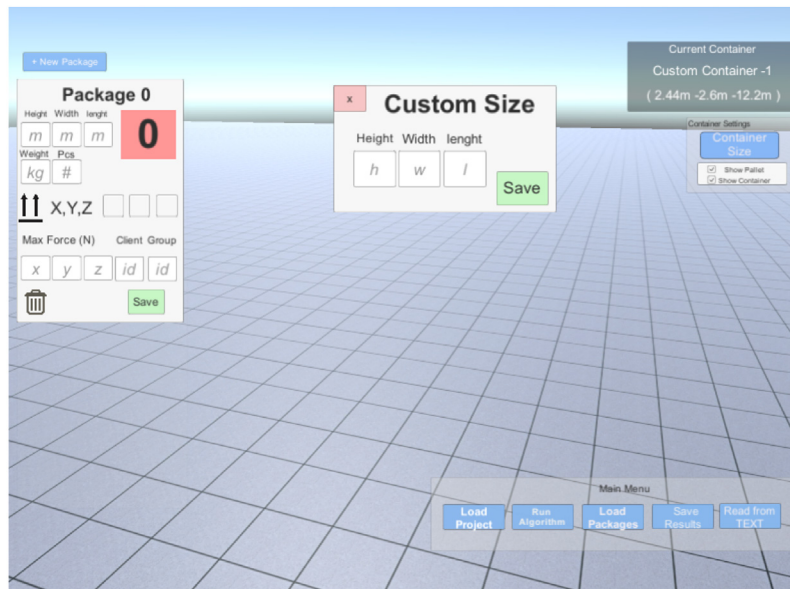 + New Package
Package 0
Height Width lenght
m m m
0
Weight Pcs
kg #
X,Y,Z
Max Force (N) Client Group
x y z id id
Save
x
Custom Size
Height Width lenght
h w l
Save
Current Container
Custom Container -1
( 2.44m -2.6m -12.2m )
Container Settings
Container
Size
Show Pallet
Show Container
Main Menu
Load
Project
Run
Algorithm
Load
Packages
Save
Results
Read from
TEXT